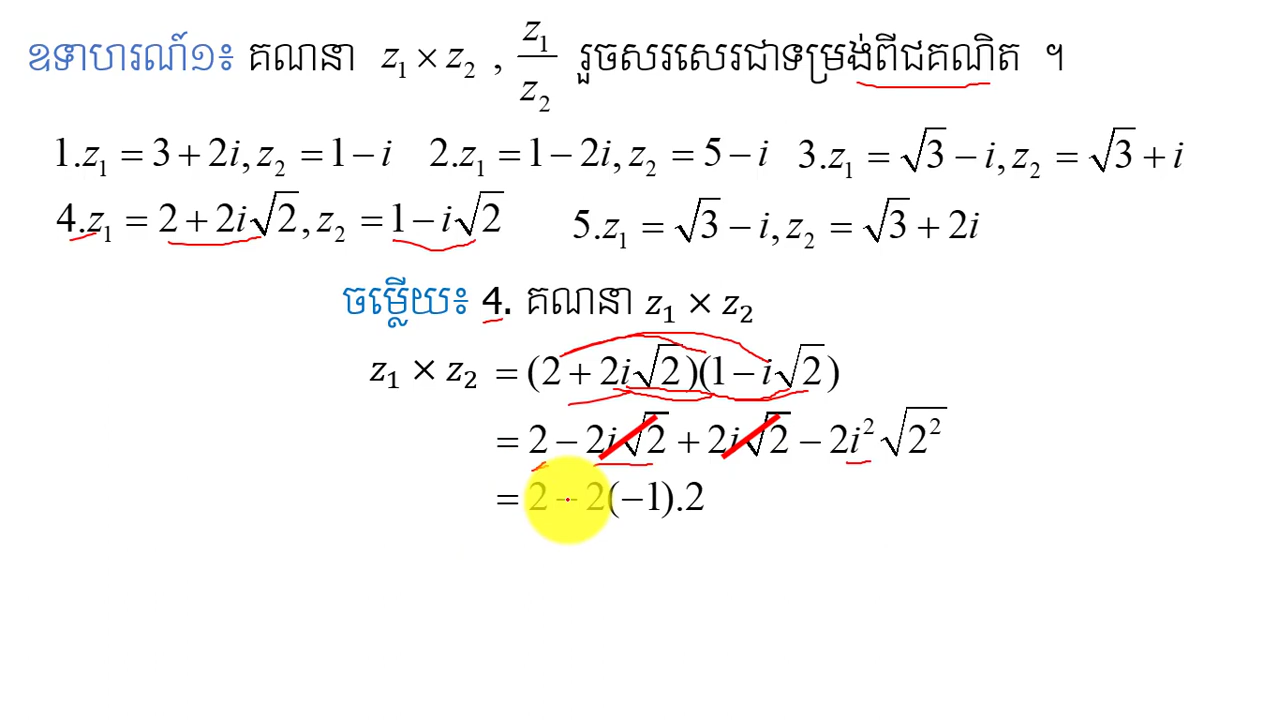 ឧទាហរណ៍១៖ គណនា z₁ × z₂ , z₁/z₂ រួចសរសេរជាទម្រង់ពីជគណិត ។
1.z₁ = 3 + 2i, z₂ = 1 − i 2.z₁ = 1 − 2i, z₂ = 5 − i 3.z₁ = √3 − i, z₂ = √3 + i
4.z₁ = 2 + 2i√2, z₂ = 1 − i√2 5.z₁ = √3 − i, z₂ = √3 + 2i
ចម្លើយ៖ 4. គណនា z₁ × z₂
z₁ × z₂ = (2 + 2i√2)(1 − i√2)
= 2 − 2i√2 + 2i√2 − 2i²√2²
= 2 − 2(−1).2